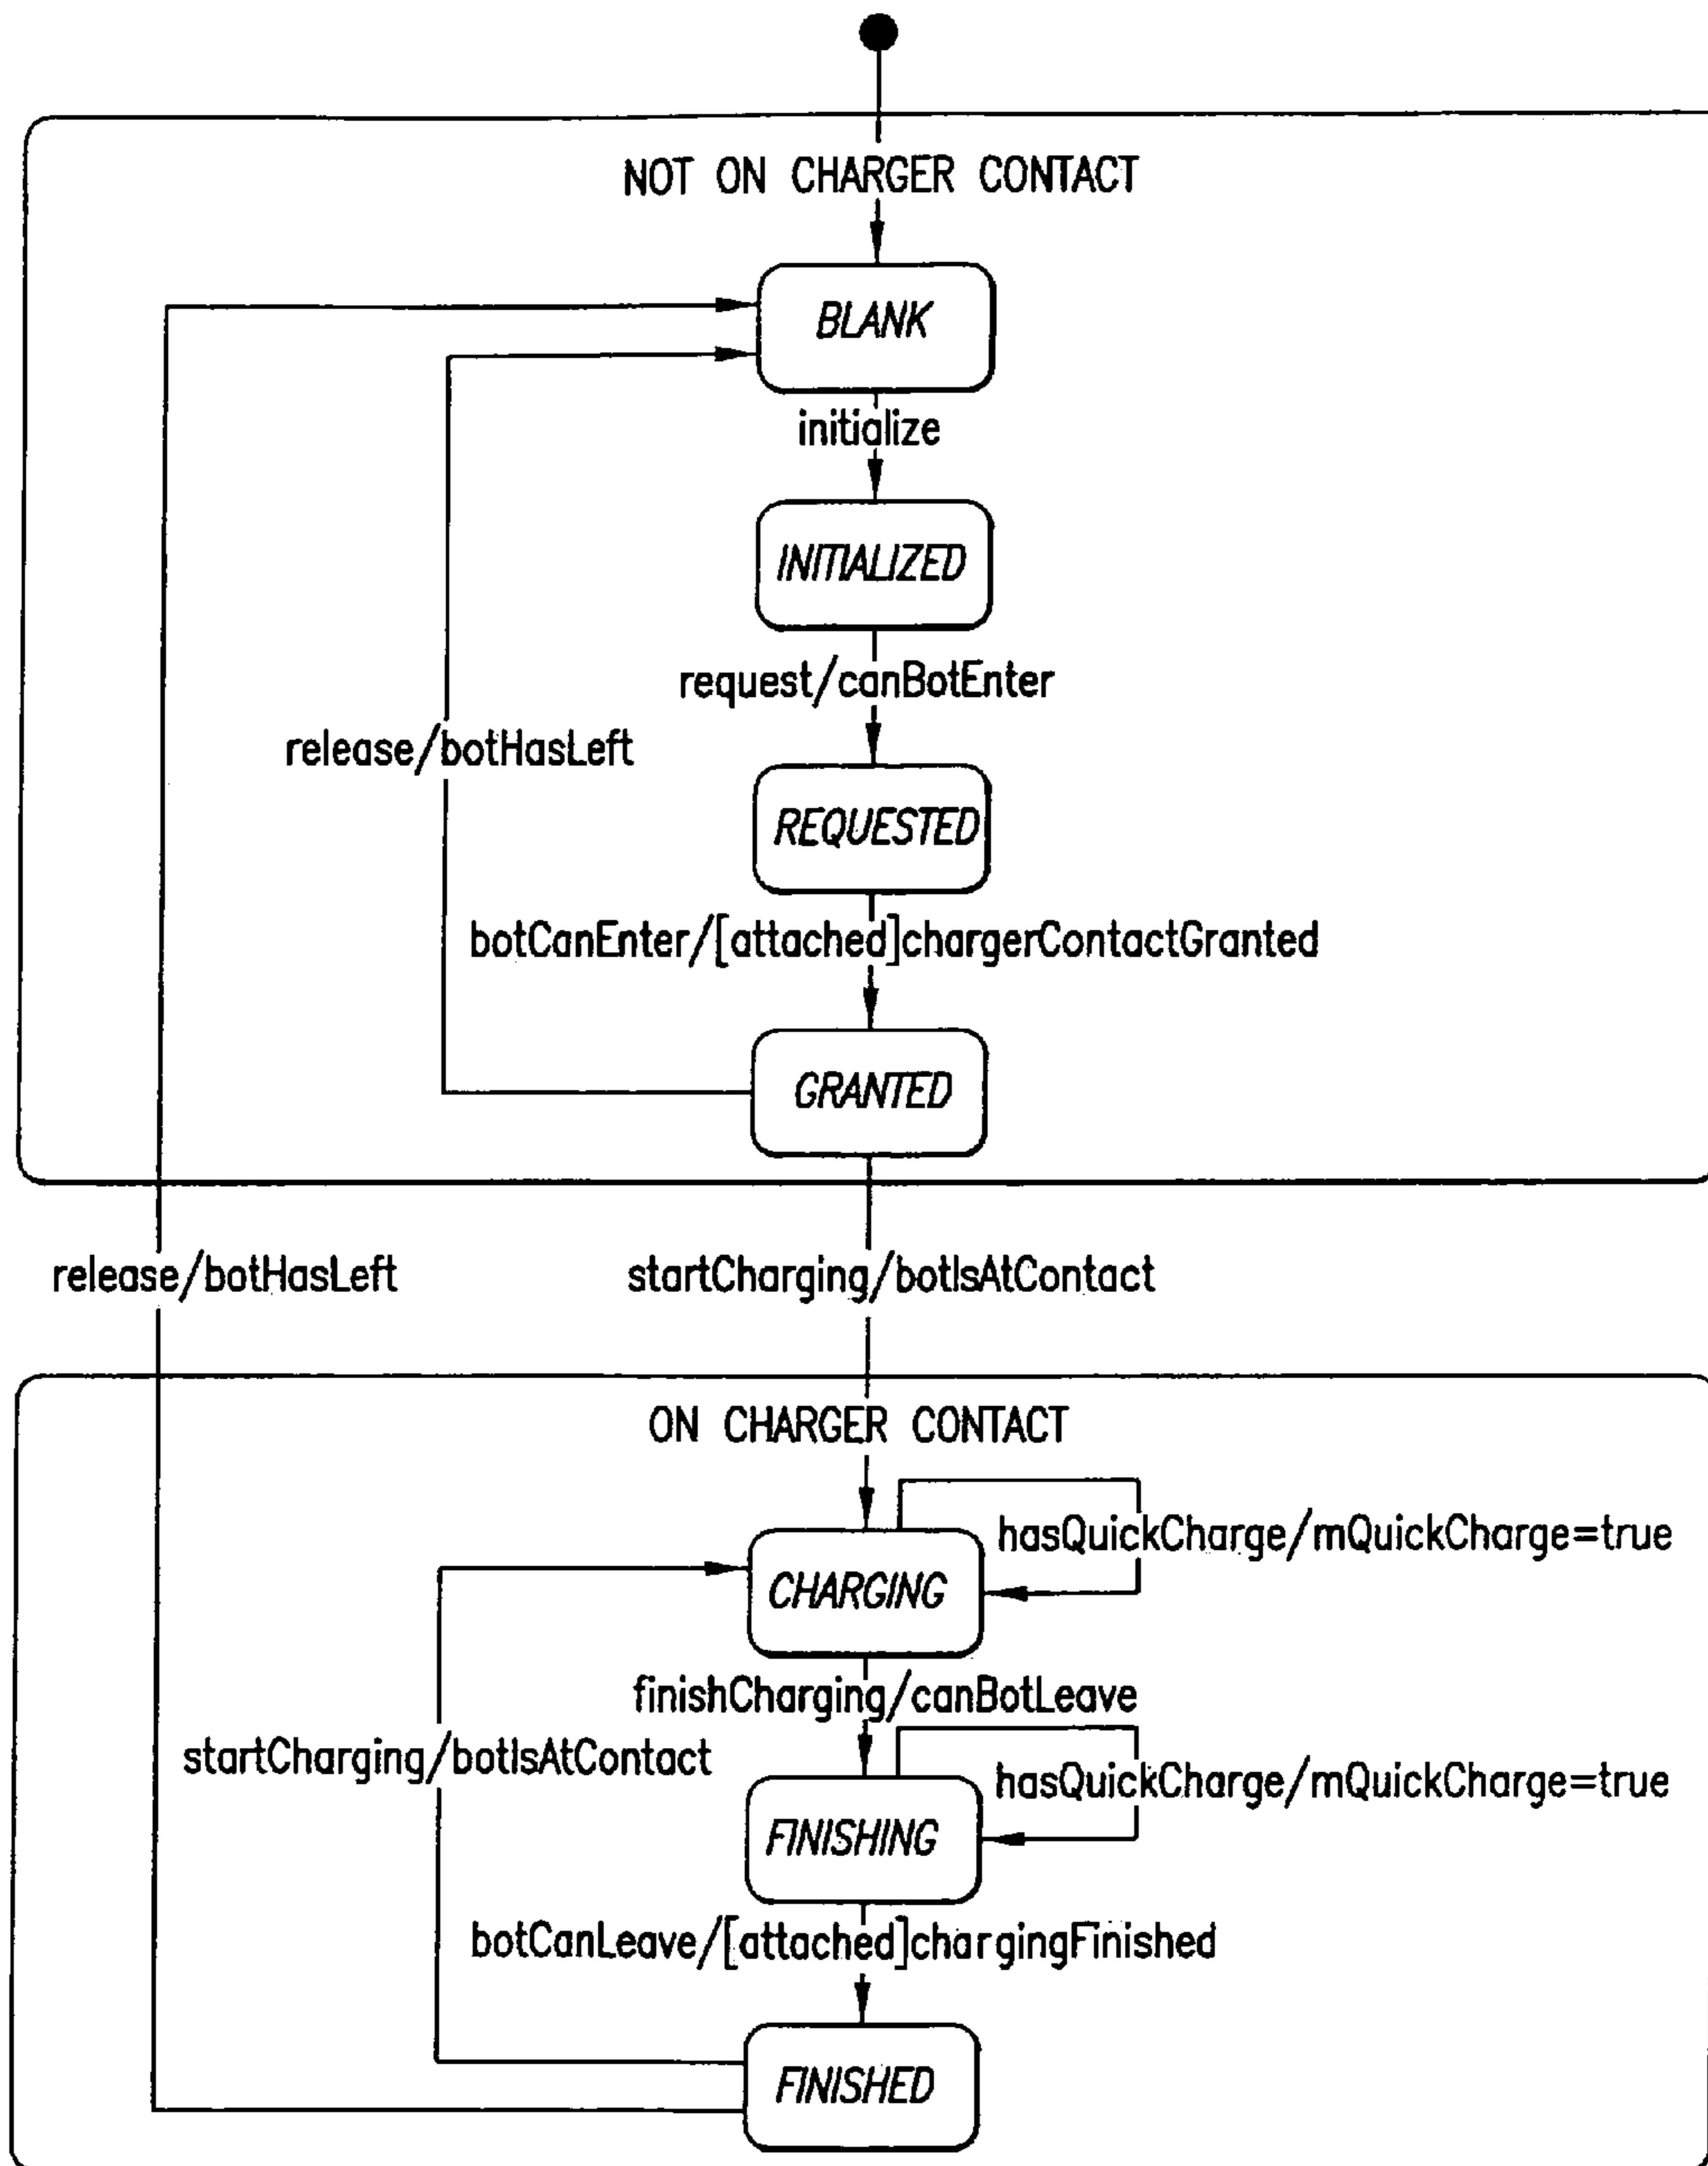 NOT ON CHARGER CONTACT
BLANK
initialize
INITIALIZED
request/canBotEnter
release/botHasLeft
REQUESTED
botCanEnter/[attached]chargerContactGranted
GRANTED
release/botHasLeft
startCharging/botIsAtContact
ON CHARGER CONTACT
hasQuickCharge/mQuickCharge=true
CHARGING
finishCharging/canBotLeave
startCharging/botIsAtContact
hasQuickCharge/mQuickCharge=true
FINISHING
botCanLeave/[attached]chargingFinished
FINISHED